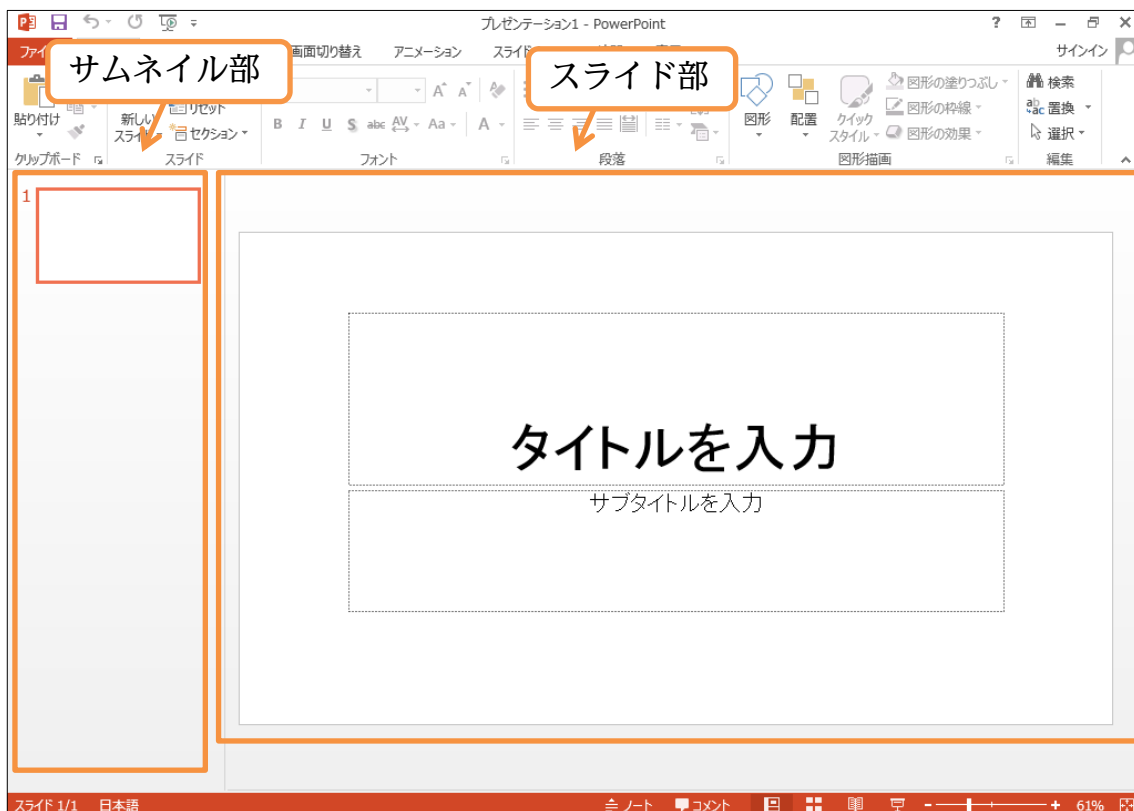 プレゼンテーション1 - PowerPoint
ファイ
画面切り替え アニメーション スライド
サインイン
サムネイル部
スライド部
貼り付け
新しい
スライド
リセット
セクション
B I U S abc AV Aa A
図形
配置
クイック
スタイル
図形の塗りつぶし
図形の枠線
図形の効果
検索
置換
選択
クリップボード スライド フォント 段落 図形描画 編集
1
タイトルを入力
サブタイトルを入力
スライド 1/1 日本語 ノート コメント 61%